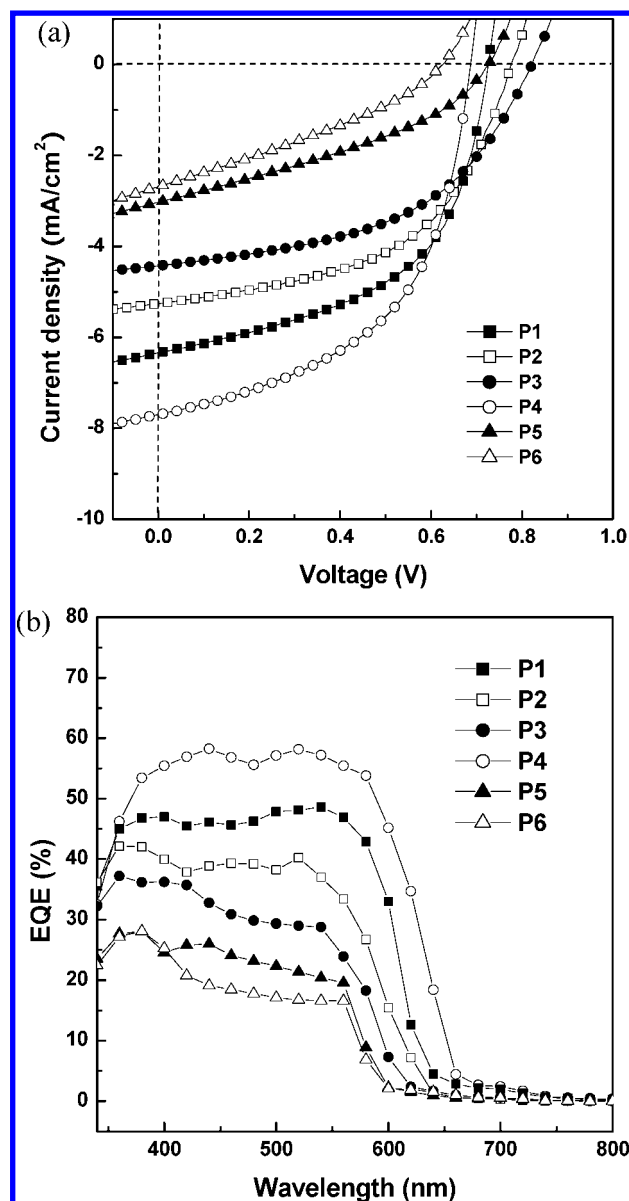 (a)
0
-2
-4
-6
-8
-10
Current density (mA/cm²)
P1
P2
P3
P4
P5
P6
0.0 0.2 0.4 0.6 0.8 1.0
Voltage (V)
(b)
80
70
60
50
40
30
20
10
0
EQE (%)
P1
P2
P3
P4
P5
P6
400 500 600 700 800
Wavelength (nm)